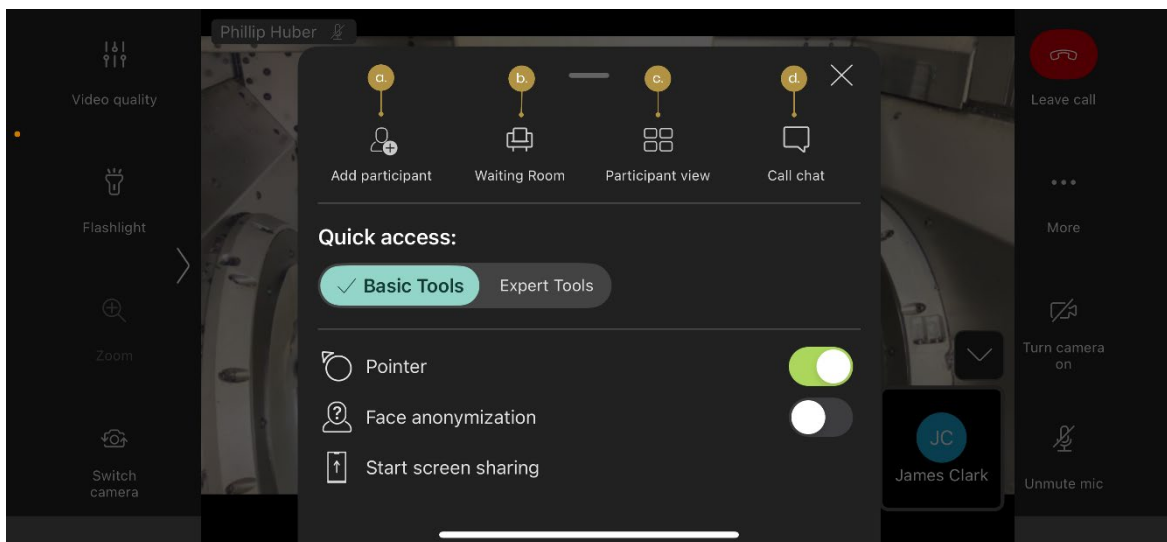 Phillip Huber
Video quality
Flashlight
Zoom
Switch
camera
a.
b.
c.
d.
Add participant
Waiting Room
Participant view
Call chat
Quick access:
Basic Tools
Expert Tools
Pointer
Face anonymization
Start screen sharing
JC
James Clark
Leave call
More
Turn camera
on
Unmute mic